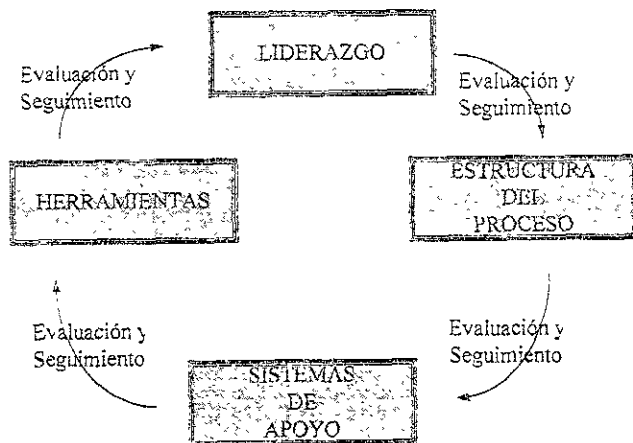 LIDERAZGO
Evaluación y
Seguimiento
Evaluación y
Seguimiento
HERRAMIENTAS
ESTRUCTURA
DEL
PROCESO
Evaluación y
Seguimiento
Evaluación y
Seguimiento
SISTEMAS
DE
APOYO